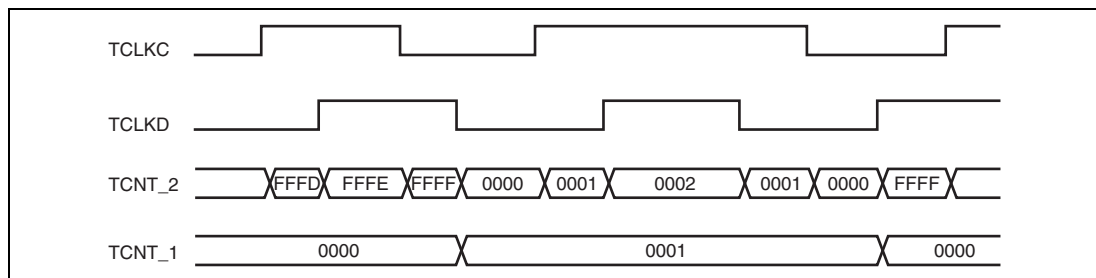 TCLKC
TCLKD
TCNT_2 FFFD FFFE FFFF 0000 0001 0002 0001 0000 FFFF
TCNT_1 0000 0001 0000